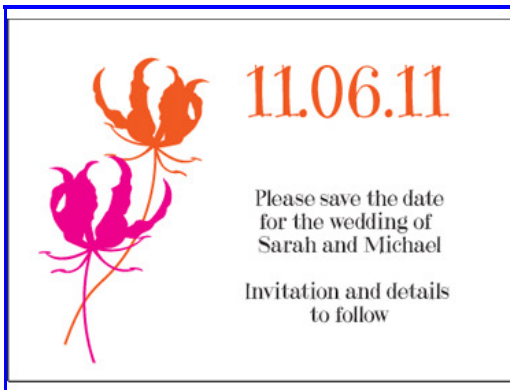 11.06.11
Please save the date
for the wedding of
Sarah and Michael
Invitation and details
to follow